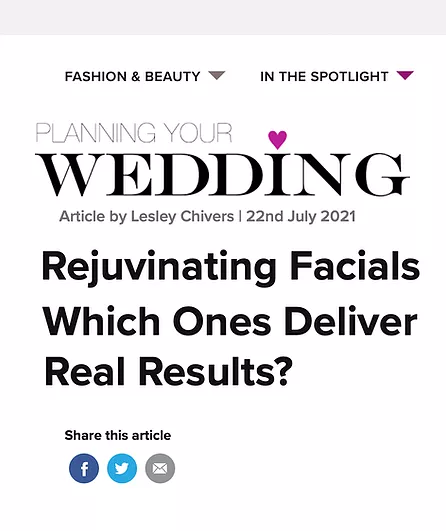 FASHION & BEAUTY IN THE SPOTLIGHT
PLANNING YOUR
WEDDING
Article by Lesley Chivers | 22nd July 2021
Rejuvinating Facials
Which Ones Deliver
Real Results?
Share this article